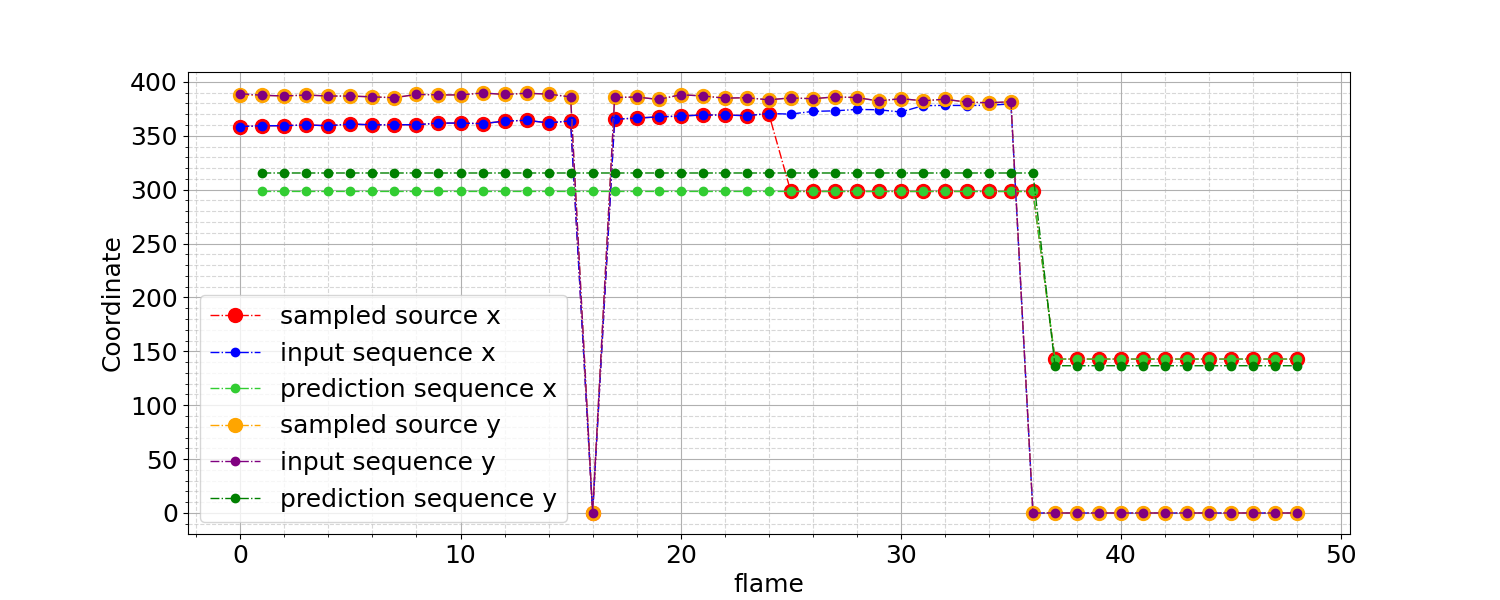 400
350
300
250
200
150
100
50
0
Coordinate
sampled source x
input sequence x
prediction sequence x
sampled source y
input sequence y
prediction sequence y
0 10 20 30 40 50
flame